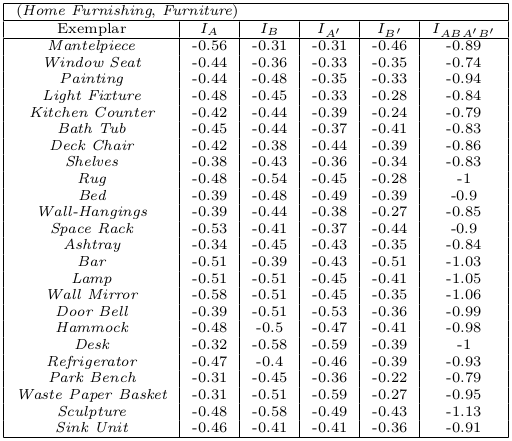 (Home Furnishing, Furniture)
Exemplar I_A I_B I_A′ I_B′ I_ABA′B′
Mantelpiece -0.56 -0.31 -0.31 -0.46 -0.89
Window Seat -0.44 -0.36 -0.33 -0.35 -0.74
Painting -0.44 -0.48 -0.35 -0.33 -0.94
Light Fixture -0.48 -0.45 -0.33 -0.28 -0.84
Kitchen Counter -0.42 -0.44 -0.39 -0.24 -0.79
Bath Tub -0.45 -0.44 -0.37 -0.41 -0.83
Deck Chair -0.42 -0.38 -0.44 -0.39 -0.86
Shelves -0.38 -0.43 -0.36 -0.34 -0.83
Rug -0.48 -0.54 -0.45 -0.28 -1
Bed -0.39 -0.48 -0.49 -0.39 -0.9
Wall-Hangings -0.39 -0.44 -0.38 -0.27 -0.85
Space Rack -0.53 -0.41 -0.37 -0.44 -0.9
Ashtray -0.34 -0.45 -0.43 -0.35 -0.84
Bar -0.51 -0.39 -0.43 -0.51 -1.03
Lamp -0.51 -0.51 -0.45 -0.41 -1.05
Wall Mirror -0.58 -0.51 -0.45 -0.35 -1.06
Door Bell -0.39 -0.51 -0.53 -0.36 -0.99
Hammock -0.48 -0.5 -0.47 -0.41 -0.98
Desk -0.32 -0.58 -0.59 -0.39 -1
Refrigerator -0.47 -0.4 -0.46 -0.39 -0.93
Park Bench -0.31 -0.45 -0.36 -0.22 -0.79
Waste Paper Basket -0.31 -0.51 -0.59 -0.27 -0.95
Sculpture -0.48 -0.58 -0.49 -0.43 -1.13
Sink Unit -0.46 -0.41 -0.41 -0.36 -0.91